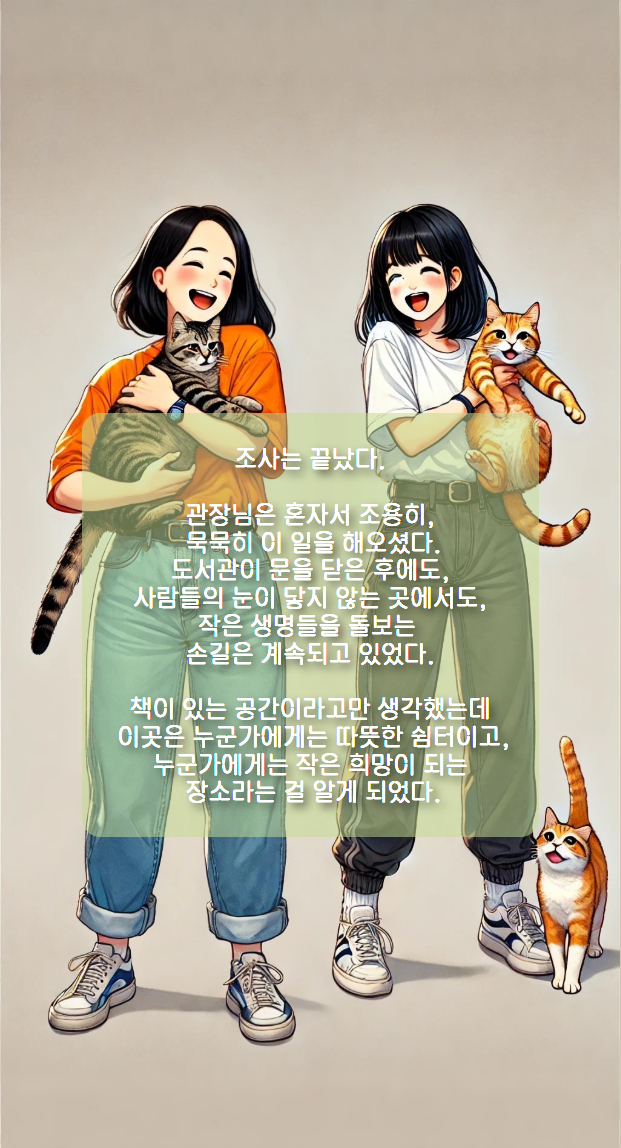 조사는 끝났다.
관장님은 혼자서 조용히,
묵묵히 이 일을 해오셨다.
도서관이 문을 닫은 후에도,
사람들의 눈이 닿지 않는 곳에서도,
작은 생명들을 돌보는
손길은 계속되고 있었다.
책이 있는 공간이라고만 생각했는데
이곳은 누군가에게는 따뜻한 쉼터이고,
누군가에게는 작은 희망이 되는
장소라는 걸 알게 되었다.